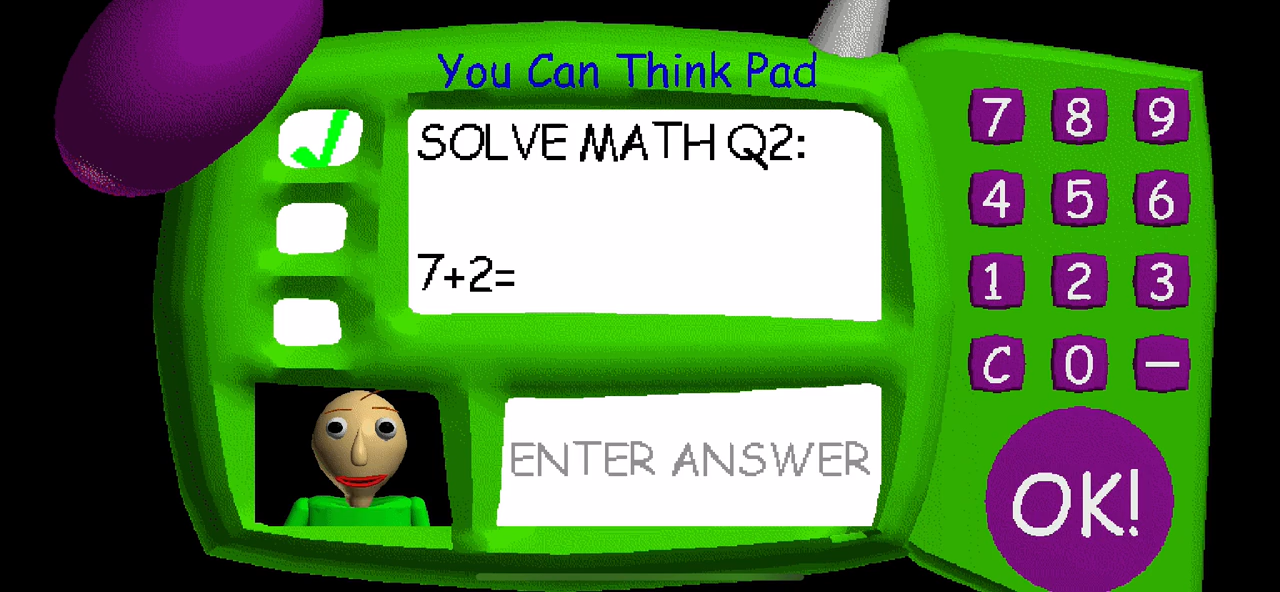 You Can Think Pad
SOLVE MATH Q2:
7+2=
ENTER ANSWER
7 8 9
4 5 6
1 2 3
C 0 −
OK!